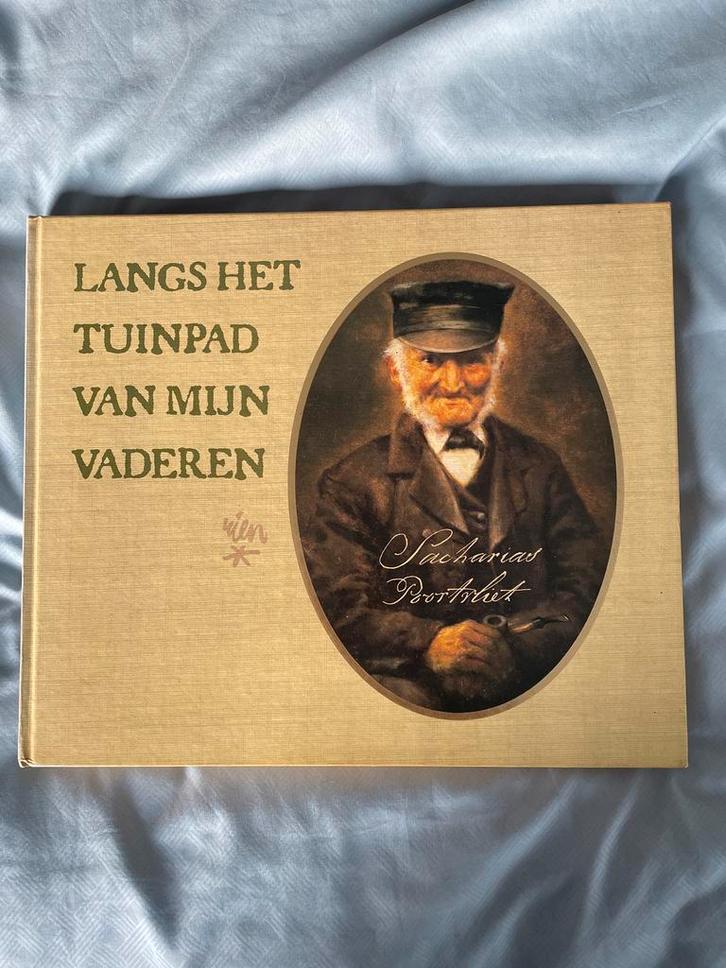 LANGS HET
TUINPAD
VAN MIJN
VADEREN
rien
Sacharias
Poortvliet